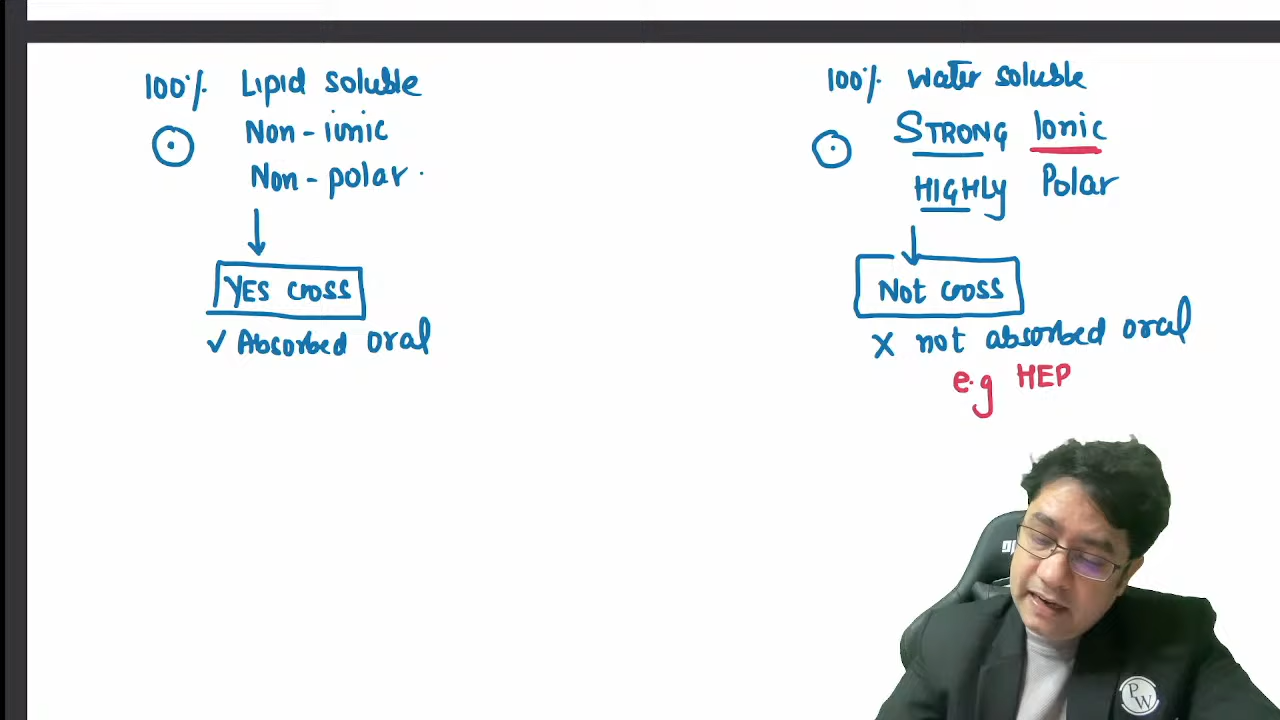 100% Lipid soluble
Non-ionic
Non-polar
YES cross
✓ Absorbed oral
100% water soluble
STRONG Ionic
HIGHLY Polar
Not cross
X not absorbed oral
e.g HEP
PW